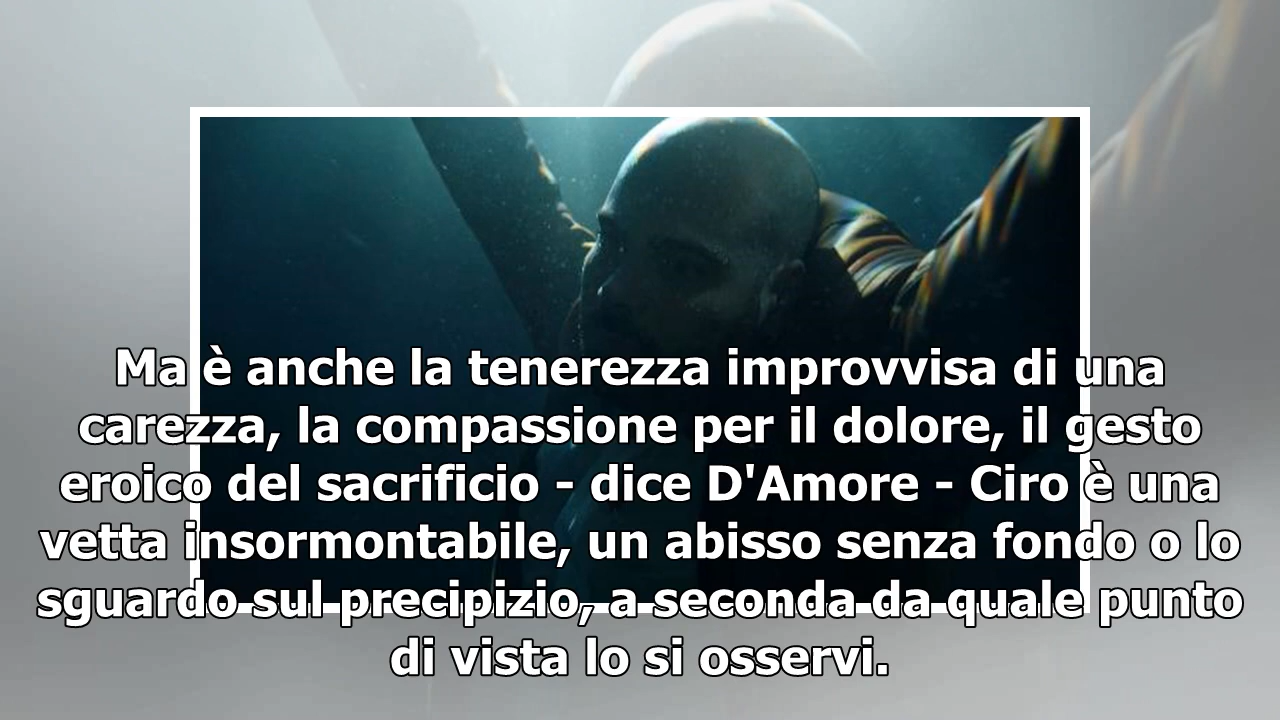 Ma è anche la tenerezza improvvisa di una
carezza, la compassione per il dolore, il gesto
eroico del sacrificio - dice D'Amore - Ciro è una
vetta insormontabile, un abisso senza fondo o lo
sguardo sul precipizio, a seconda da quale punto
di vista lo si osservi.